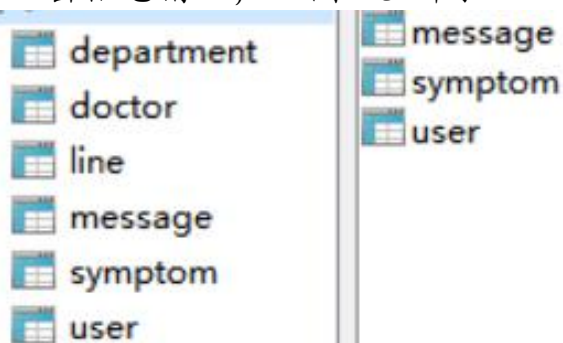 department
doctor
line
message
symptom
user
message
symptom
user